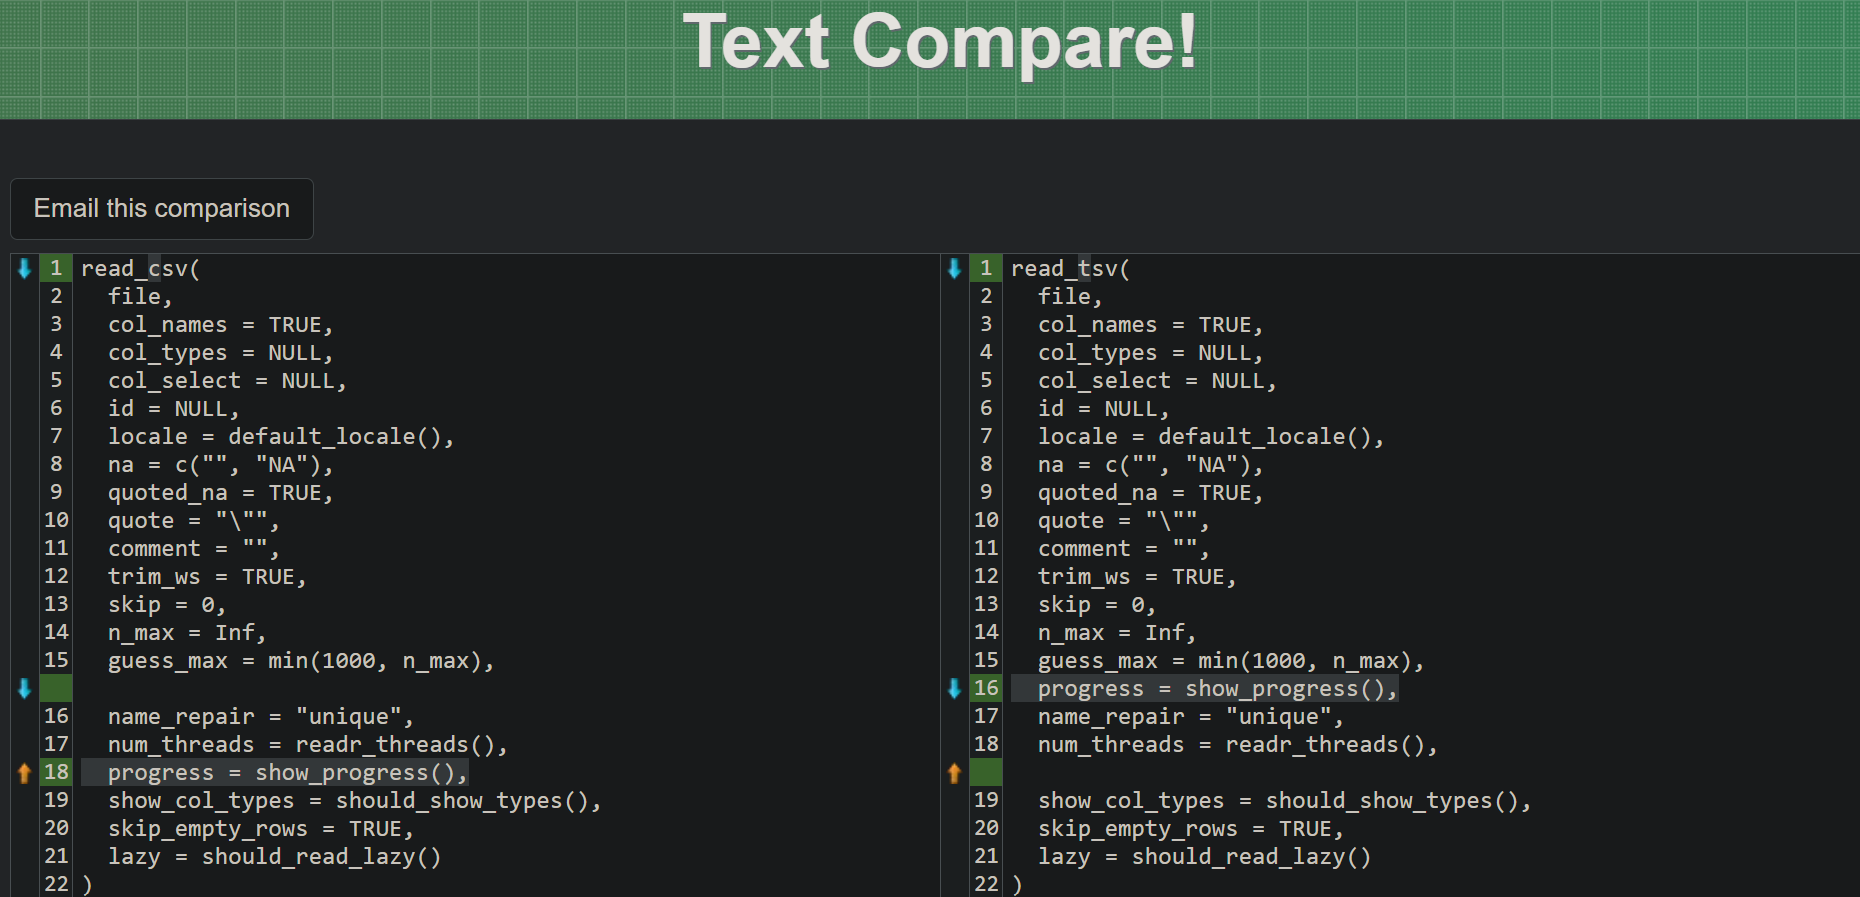 Text Compare!
Email this comparison
1 read_csv(
2 file,
3 col_names = TRUE,
4 col_types = NULL,
5 col_select = NULL,
6 id = NULL,
7 locale = default_locale(),
8 na = c("", "NA"),
9 quoted_na = TRUE,
10 quote = "\"",
11 comment = "",
12 trim_ws = TRUE,
13 skip = 0,
14 n_max = Inf,
15 guess_max = min(1000, n_max),
16 name_repair = "unique",
17 num_threads = readr_threads(),
18 progress = show_progress(),
19 show_col_types = should_show_types(),
20 skip_empty_rows = TRUE,
21 lazy = should_read_lazy()
22 )
1 read_tsv(
2 file,
3 col_names = TRUE,
4 col_types = NULL,
5 col_select = NULL,
6 id = NULL,
7 locale = default_locale(),
8 na = c("", "NA"),
9 quoted_na = TRUE,
10 quote = "\"",
11 comment = "",
12 trim_ws = TRUE,
13 skip = 0,
14 n_max = Inf,
15 guess_max = min(1000, n_max),
16 progress = show_progress(),
17 name_repair = "unique",
18 num_threads = readr_threads(),
19 show_col_types = should_show_types(),
20 skip_empty_rows = TRUE,
21 lazy = should_read_lazy()
22 )